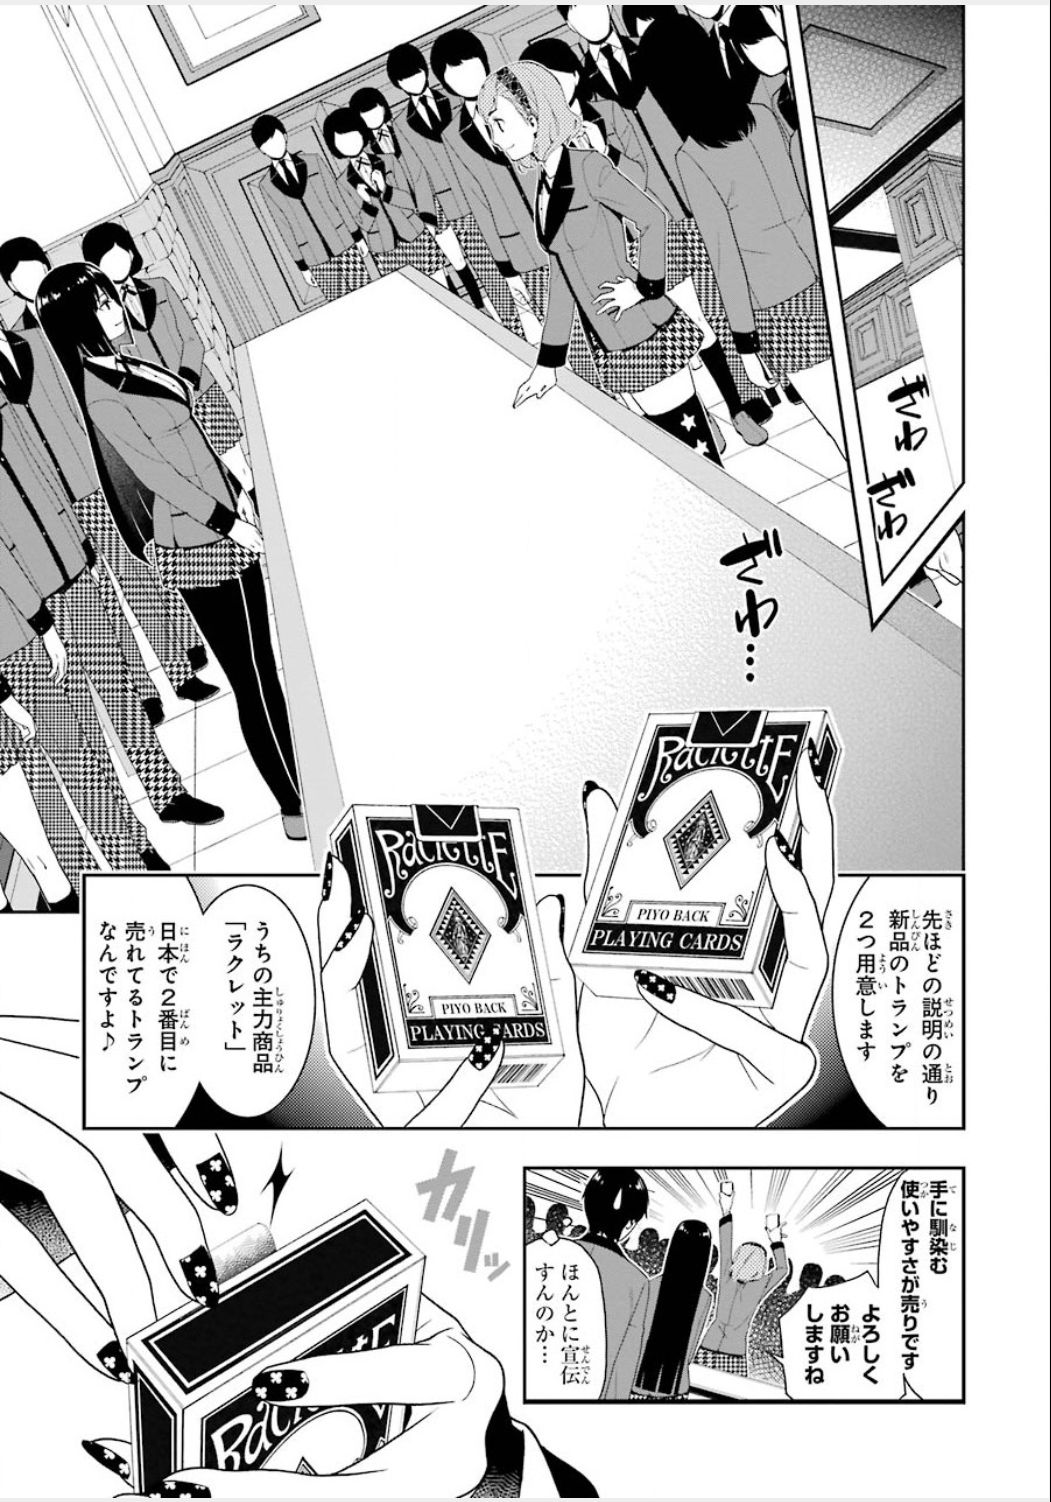 ざわ
ざわ
ざわ…
先ほどの説明の通り
新品のトランプを
２つ用意します
Raclette
PIYO BACK
PLAYING CARDS
Raclette
PIYO BACK
PLAYING CARDS
うちの主力商品
「ラクレット」
日本で２番目に
売れてるトランプ
なんですよ♪
手に馴染む
使いやすさが売りです
よろしく
お願い
しますね
ほんとに宣伝
すんのか…
カリッ
Raclette